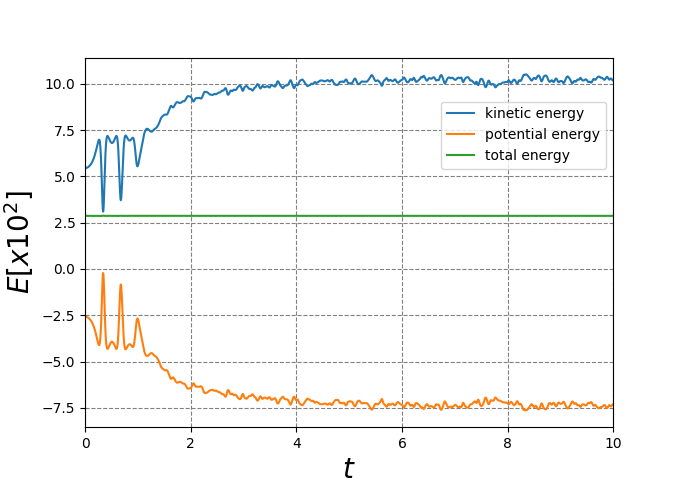 10.0
7.5
5.0
2.5
0.0
−2.5
−5.0
−7.5
E[x10²]
kinetic energy
potential energy
total energy
0 2 4 6 8 10
t